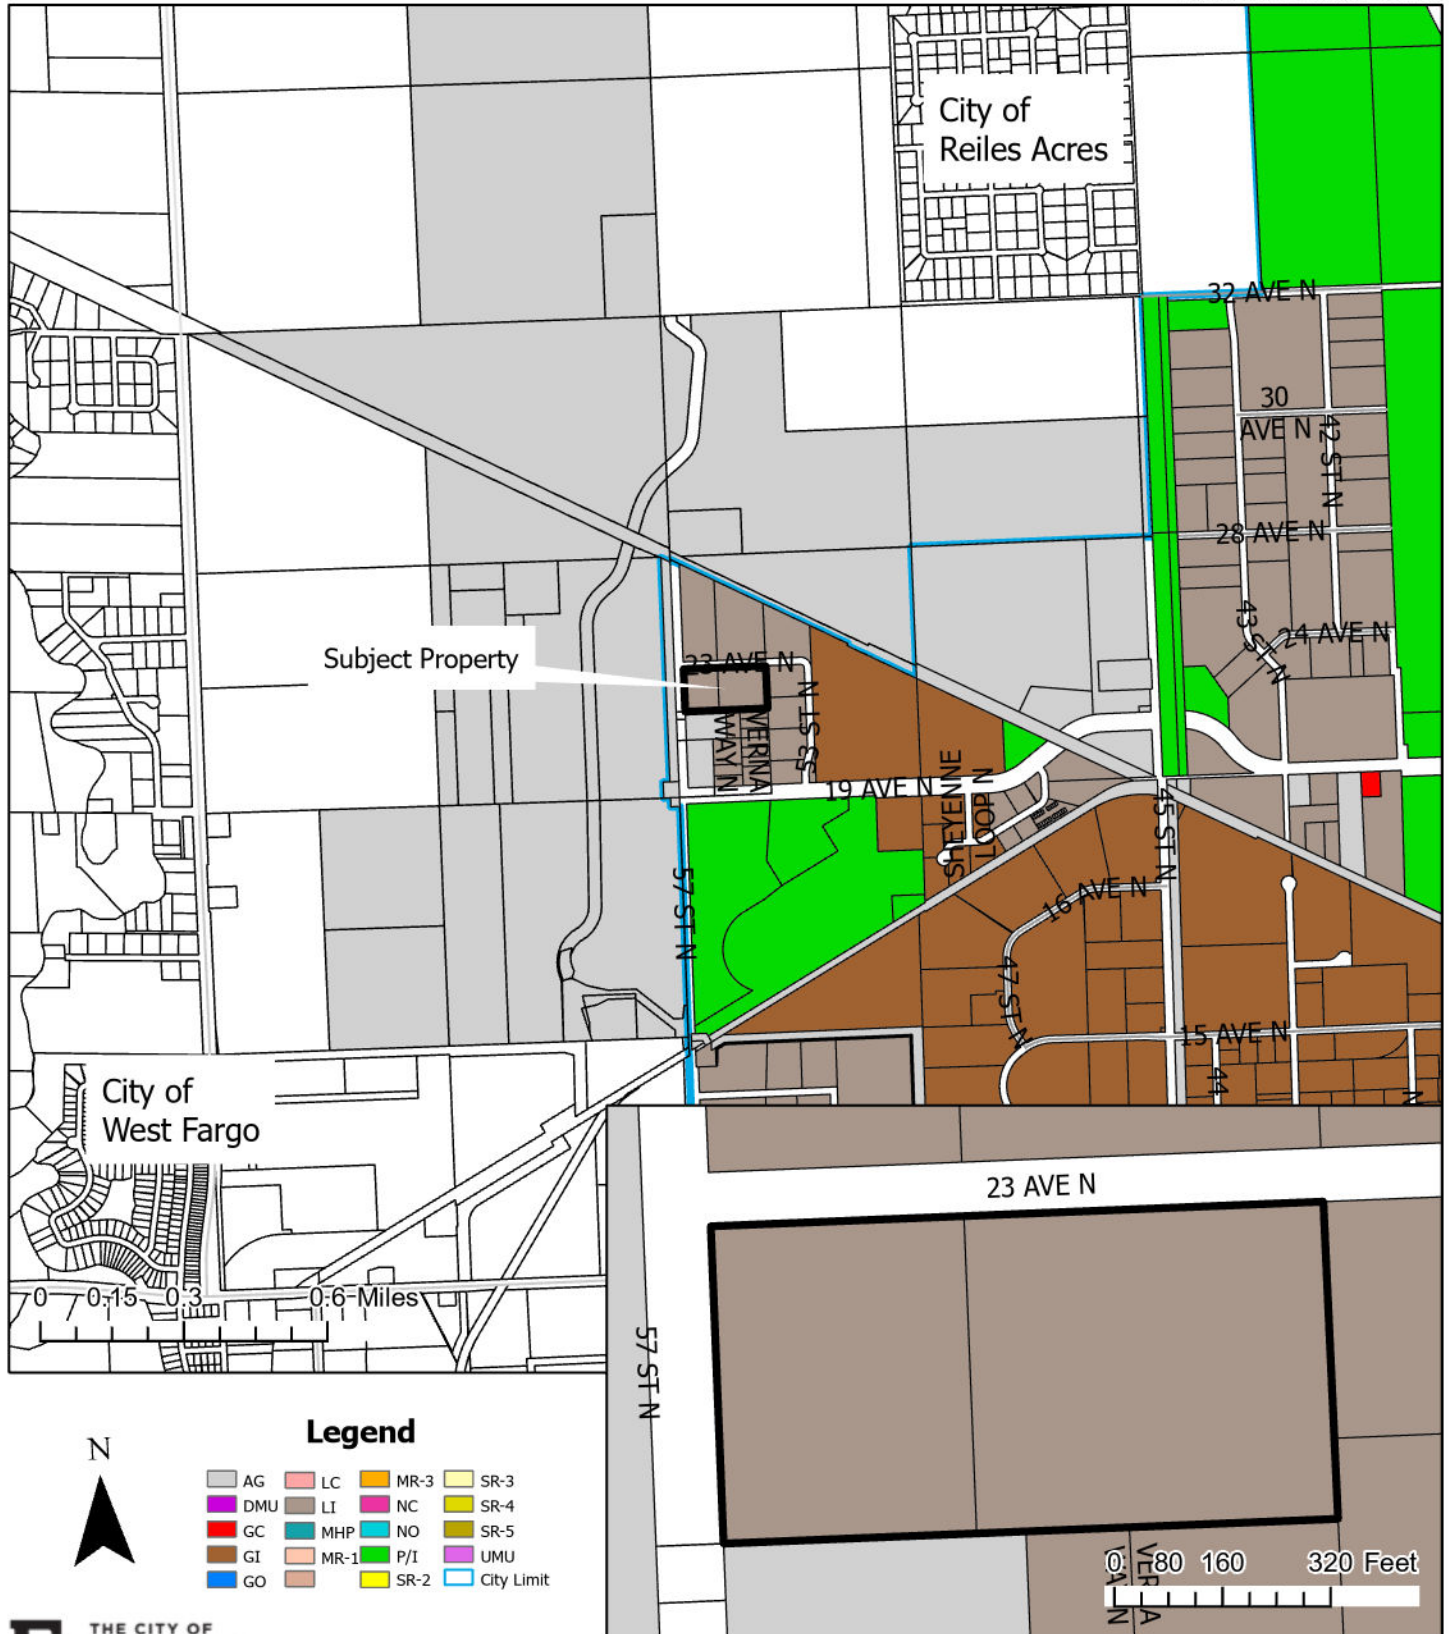 City of
Reiles Acres
32 AVE N
30
AVE N
42 ST N
28 AVE N
43 ST N
24 AVE N
Subject Property
23 AVE N
53 ST N
VERNA
WAY N
19 AVE N
SHEYENNE
LOOP N
45 ST N
57 ST N
16 AVE N
47 ST N
15 AVE N
44
N
City of
West Fargo
0 0.15 0.3 0.6 Miles
23 AVE N
57 ST N
0 80 160 320 Feet
Legend
N
AG LC MR-3 SR-3
DMU LI NC SR-4
GC MHP NO SR-5
GI MR-1 P/I UMU
GO SR-2 City Limit
THE CITY OF